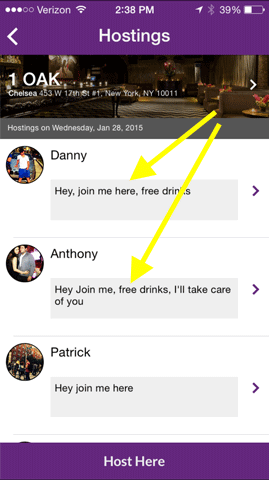 Verizon 2:38 PM 39%
Hostings
1 OAK
Chelsea 453 W 17th St #1, New York, NY 10011
Hostings on Wednesday, Jan 28, 2015
Danny
Hey, join me here, free drinks
Anthony
Hey Join me, free drinks, I'll take care
of you
Patrick
Hey join me here
Host Here